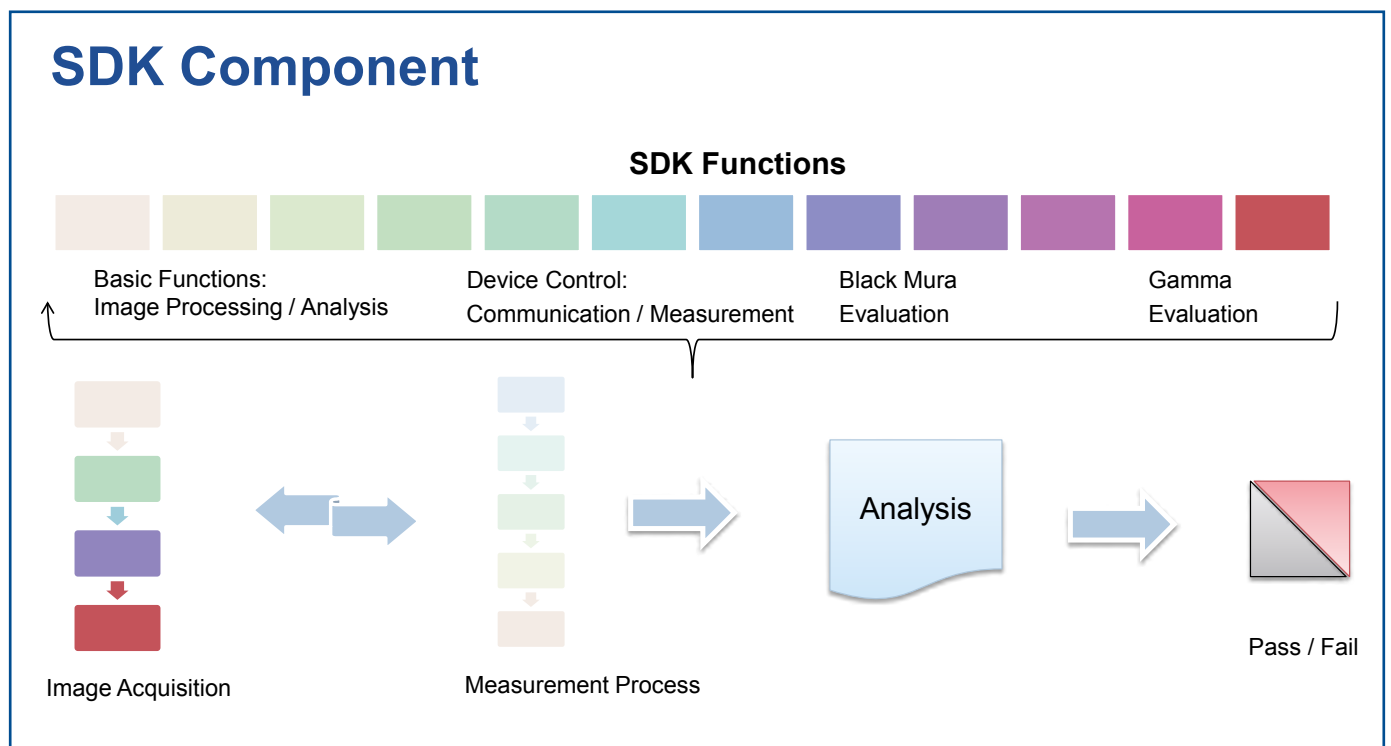 SDK Component
SDK Functions
Basic Functions:
Image Processing / Analysis
Device Control:
Communication / Measurement
Black Mura
Evaluation
Gamma
Evaluation
Analysis
Pass / Fail
Image Acquisition
Measurement Process